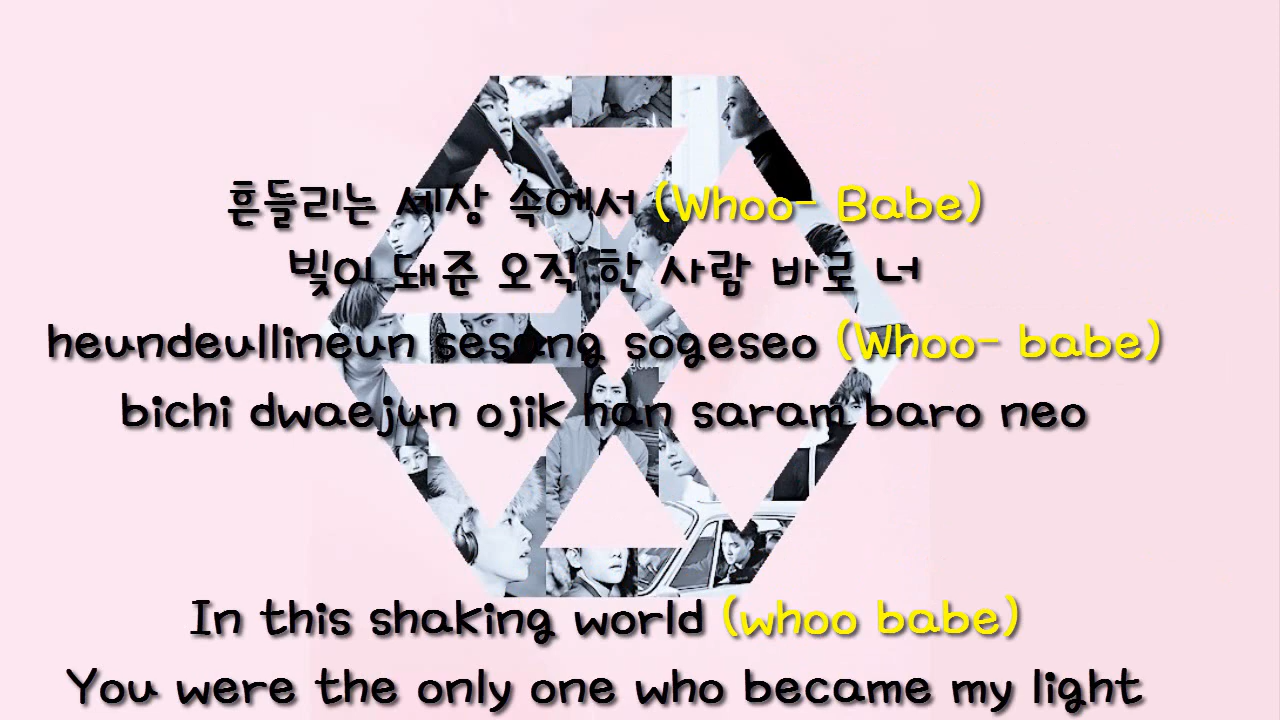 흔들리는 세상 속에서 (Whoo- Babe)
빛이 돼준 오직 한 사람 바로 너
heundeullineun sesang sogeseo (Whoo- babe)
bichi dwaejun ojik han saram baro neo
In this shaking world (whoo babe)
You were the only one who became my light